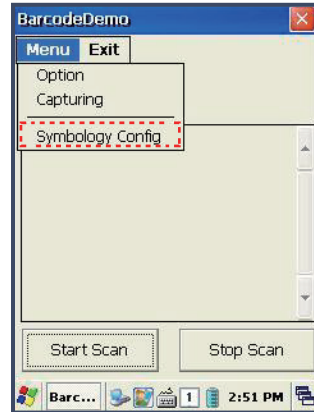 BarcodeDemo
Menu Exit
Option
Capturing
Symbology Config
Start Scan Stop Scan
Barc... 1 2:51 PM